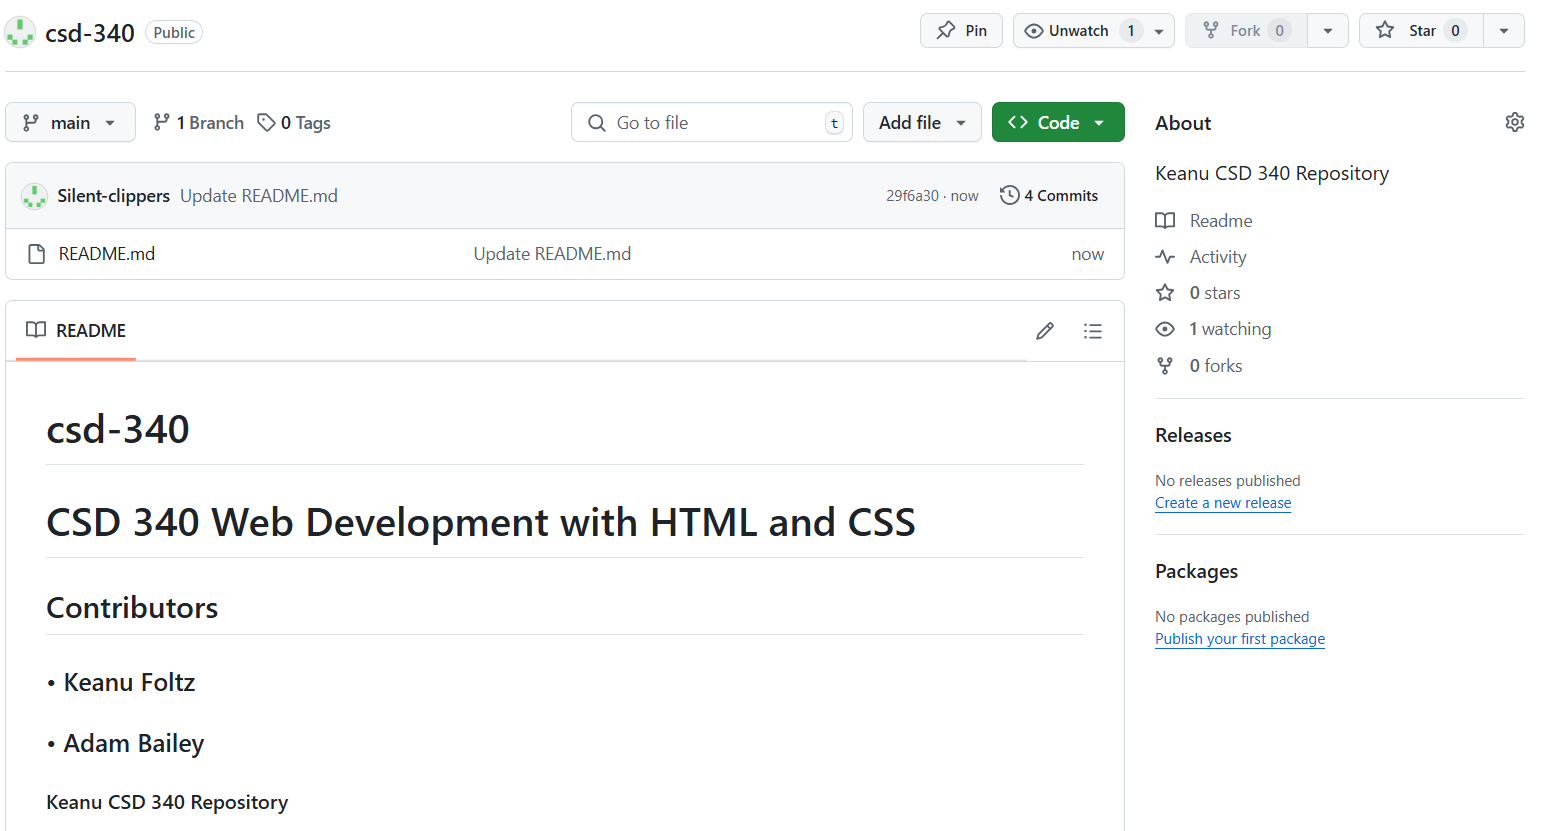 csd-340 Public Pin Unwatch 1 Fork 0 Star 0
main 1 Branch 0 Tags Go to file t Add file Code
Silent-clippers Update README.md 29f6a30 · now 4 Commits
README.md Update README.md now
README
csd-340
CSD 340 Web Development with HTML and CSS
Contributors
• Keanu Foltz
• Adam Bailey
Keanu CSD 340 Repository
About
Keanu CSD 340 Repository
Readme
Activity
0 stars
1 watching
0 forks
Releases
No releases published
Create a new release
Packages
No packages published
Publish your first package